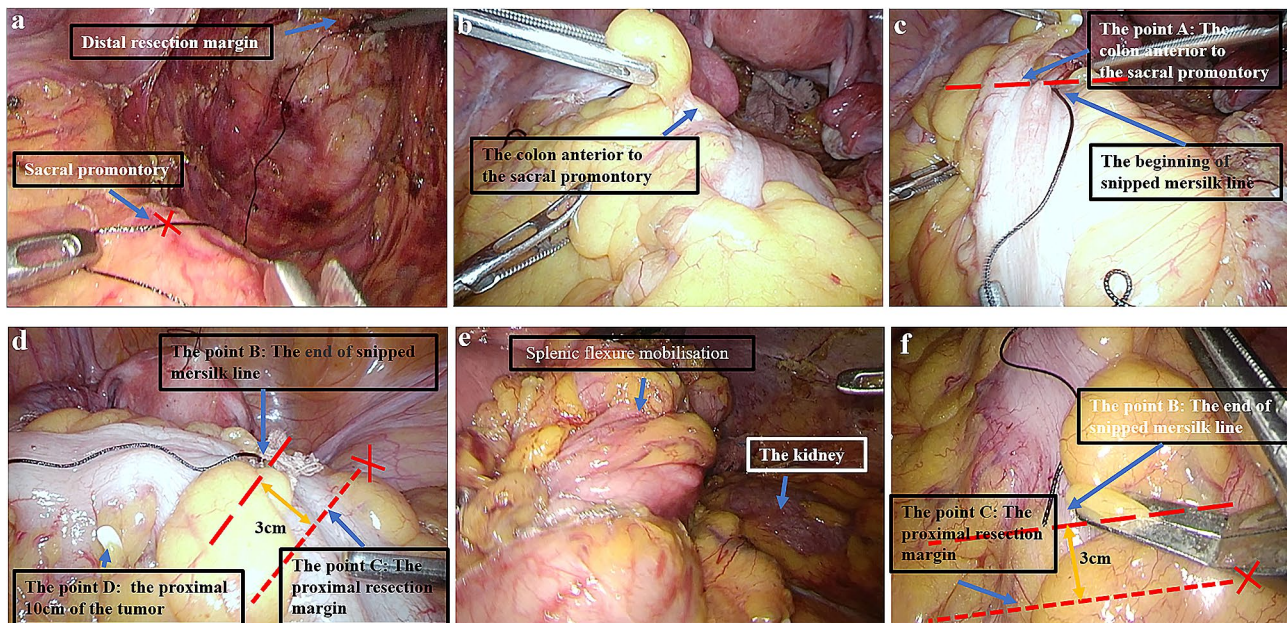 a
Distal resection margin
Sacral promontory
b
The colon anterior to
the sacral promontory
c
The point A: The
colon anterior to
the sacral promontory
The beginning of
snipped mersilk line
d
The point B: The end of snipped
mersilk line
3cm
The point D: the proximal
10cm of the tumor
The point C: The
proximal resection
margin
e
Splenic flexure mobilisation
The kidney
f
The point B: The end of
snipped mersilk line
The point C: The
proximal resection
margin
3cm